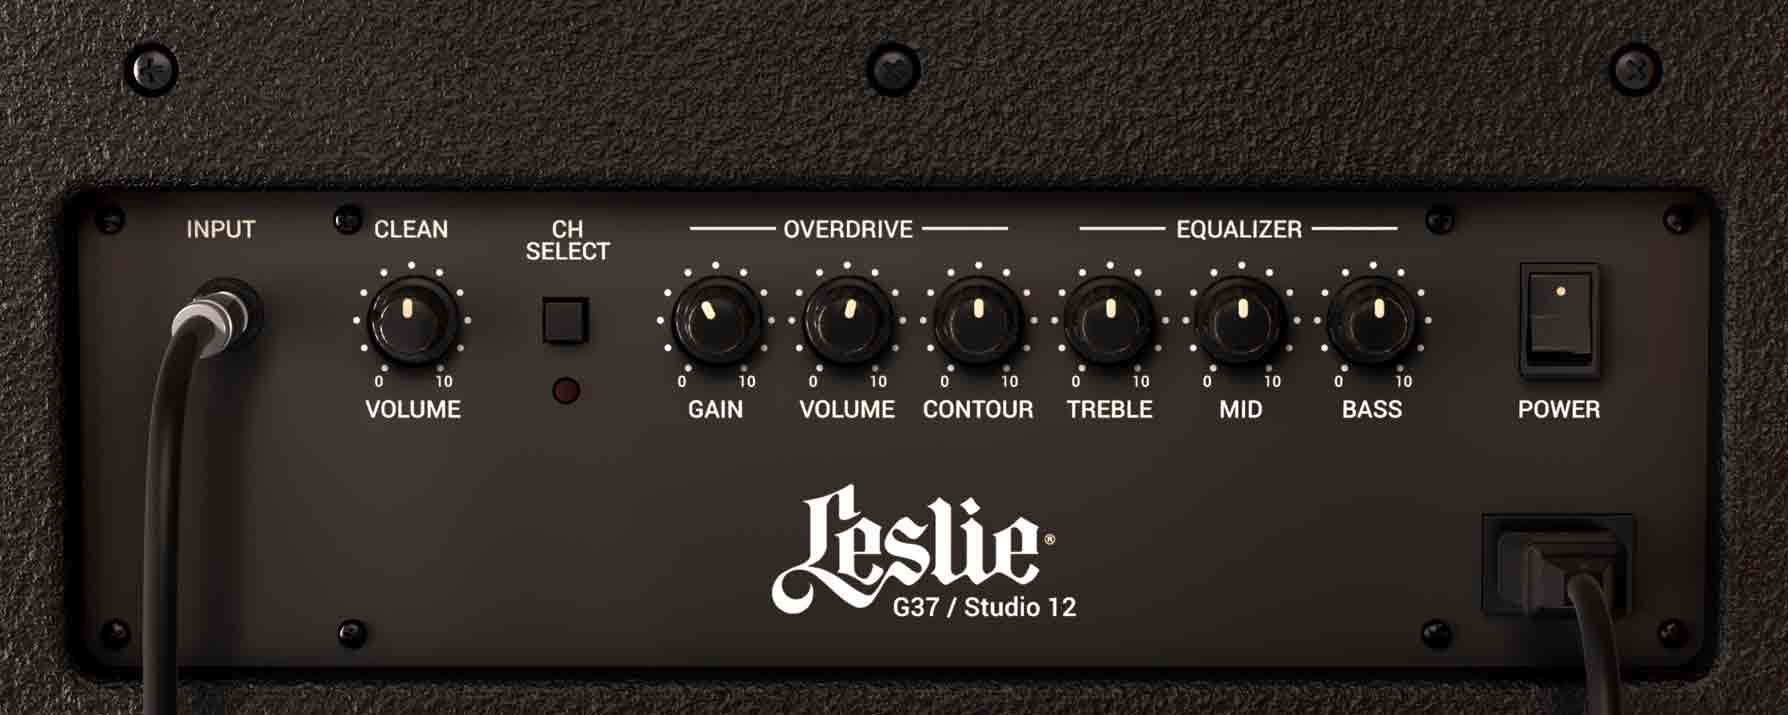 INPUT
CLEAN
CH
SELECT
OVERDRIVE
EQUALIZER
0 10
0 10
0 10
0 10
0 10
0 10
0 10
VOLUME
GAIN
VOLUME
CONTOUR
TREBLE
MID
BASS
POWER
Leslie®
G37 / Studio 12